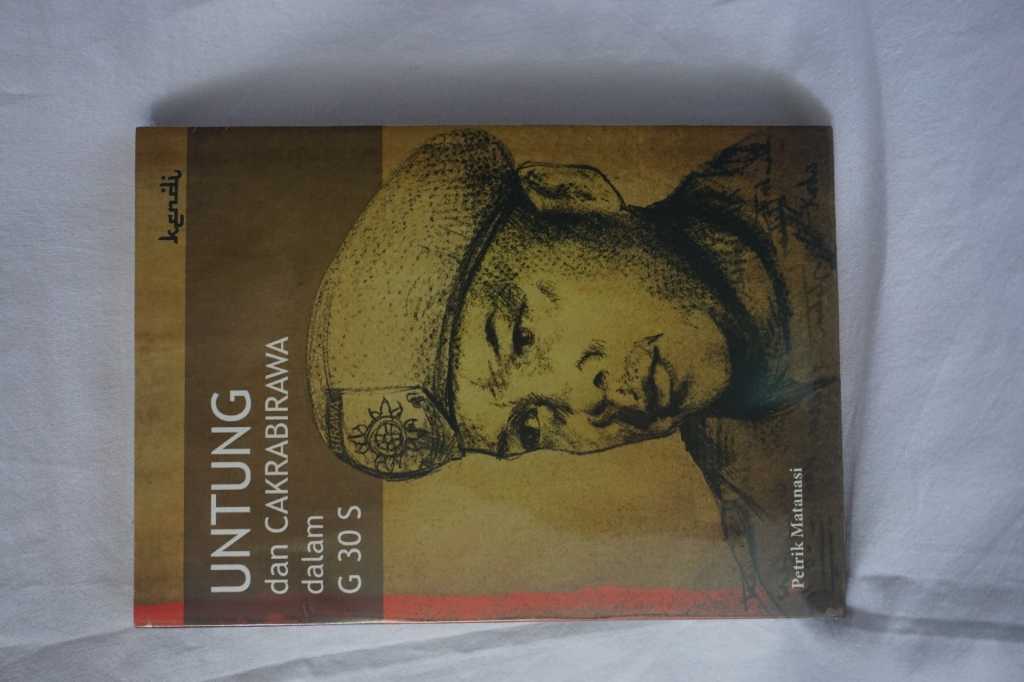 kendi
UNTUNG
dan CAKRABIRAWA
dalam
G 30 S
Petrik Matanasi